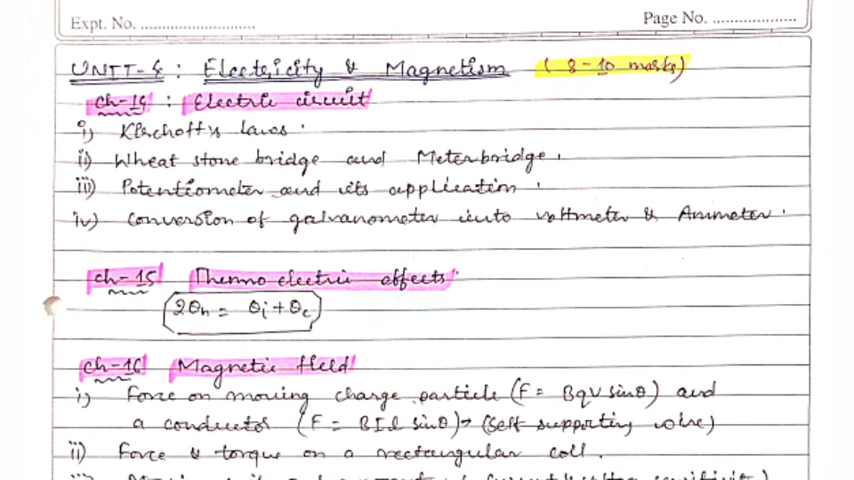 Expt. No. ............................
Page No. .....................
UNIT-5 : Electricity & Magnetism (8-10 marks)
Ch-14 : Electric circuit
i) Kirchoff's laws.
ii) Wheat stone bridge and Meterbridge.
iii) Potentiometer and its application.
iv) Conversion of galvanometer into voltmeter & Ammeter.
Ch-15 Thermo electric effects.
2θn = θi + θc
Ch-16 Magnetic field
i) Force on moving charge particle (F = Bqv sinθ) and
a conductor (F = BIl sinθ) → (Self supporting wire)
ii) Force & torque on a rectangular coil.